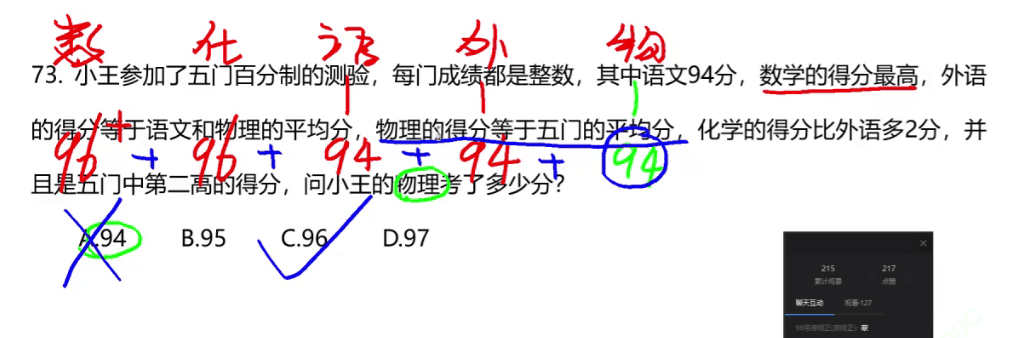 数 化 语 外 物
73. 小王参加了五门百分制的测验，每门成绩都是整数，其中语文94分，数学的得分最高，外语
的得分等于语文和物理的平均分，物理的得分等于五门的平均分，化学的得分比外语多2分，并
96+ + 96 + 94 + 94 + 94
且是五门中第二高的得分，问小王的物理考了多少分？
A.94 B.95 C.96 D.97
215 217
累计观看 点赞
聊天互动 观看·127